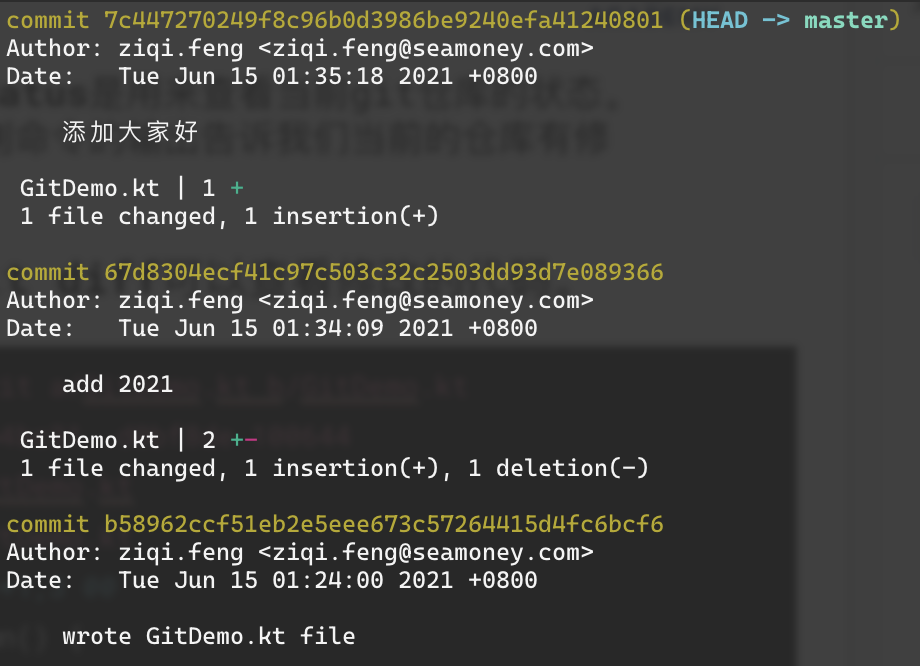 commit 7c447270249f8c96b0d3986be9240efa41240801 (HEAD -> master)
Author: ziqi.feng <ziqi.feng@seamoney.com>
Date:   Tue Jun 15 01:35:18 2021 +0800
添加大家好
GitDemo.kt | 1 +
1 file changed, 1 insertion(+)
commit 67d8304ecf41c97c503c32c2503dd93d7e089366
Author: ziqi.feng <ziqi.feng@seamoney.com>
Date:   Tue Jun 15 01:34:09 2021 +0800
add 2021
GitDemo.kt | 2 +-
1 file changed, 1 insertion(+), 1 deletion(-)
commit b58962ccf51eb2e5eee673c57264415d4fc6bcf6
Author: ziqi.feng <ziqi.feng@seamoney.com>
Date:   Tue Jun 15 01:24:00 2021 +0800
wrote GitDemo.kt file